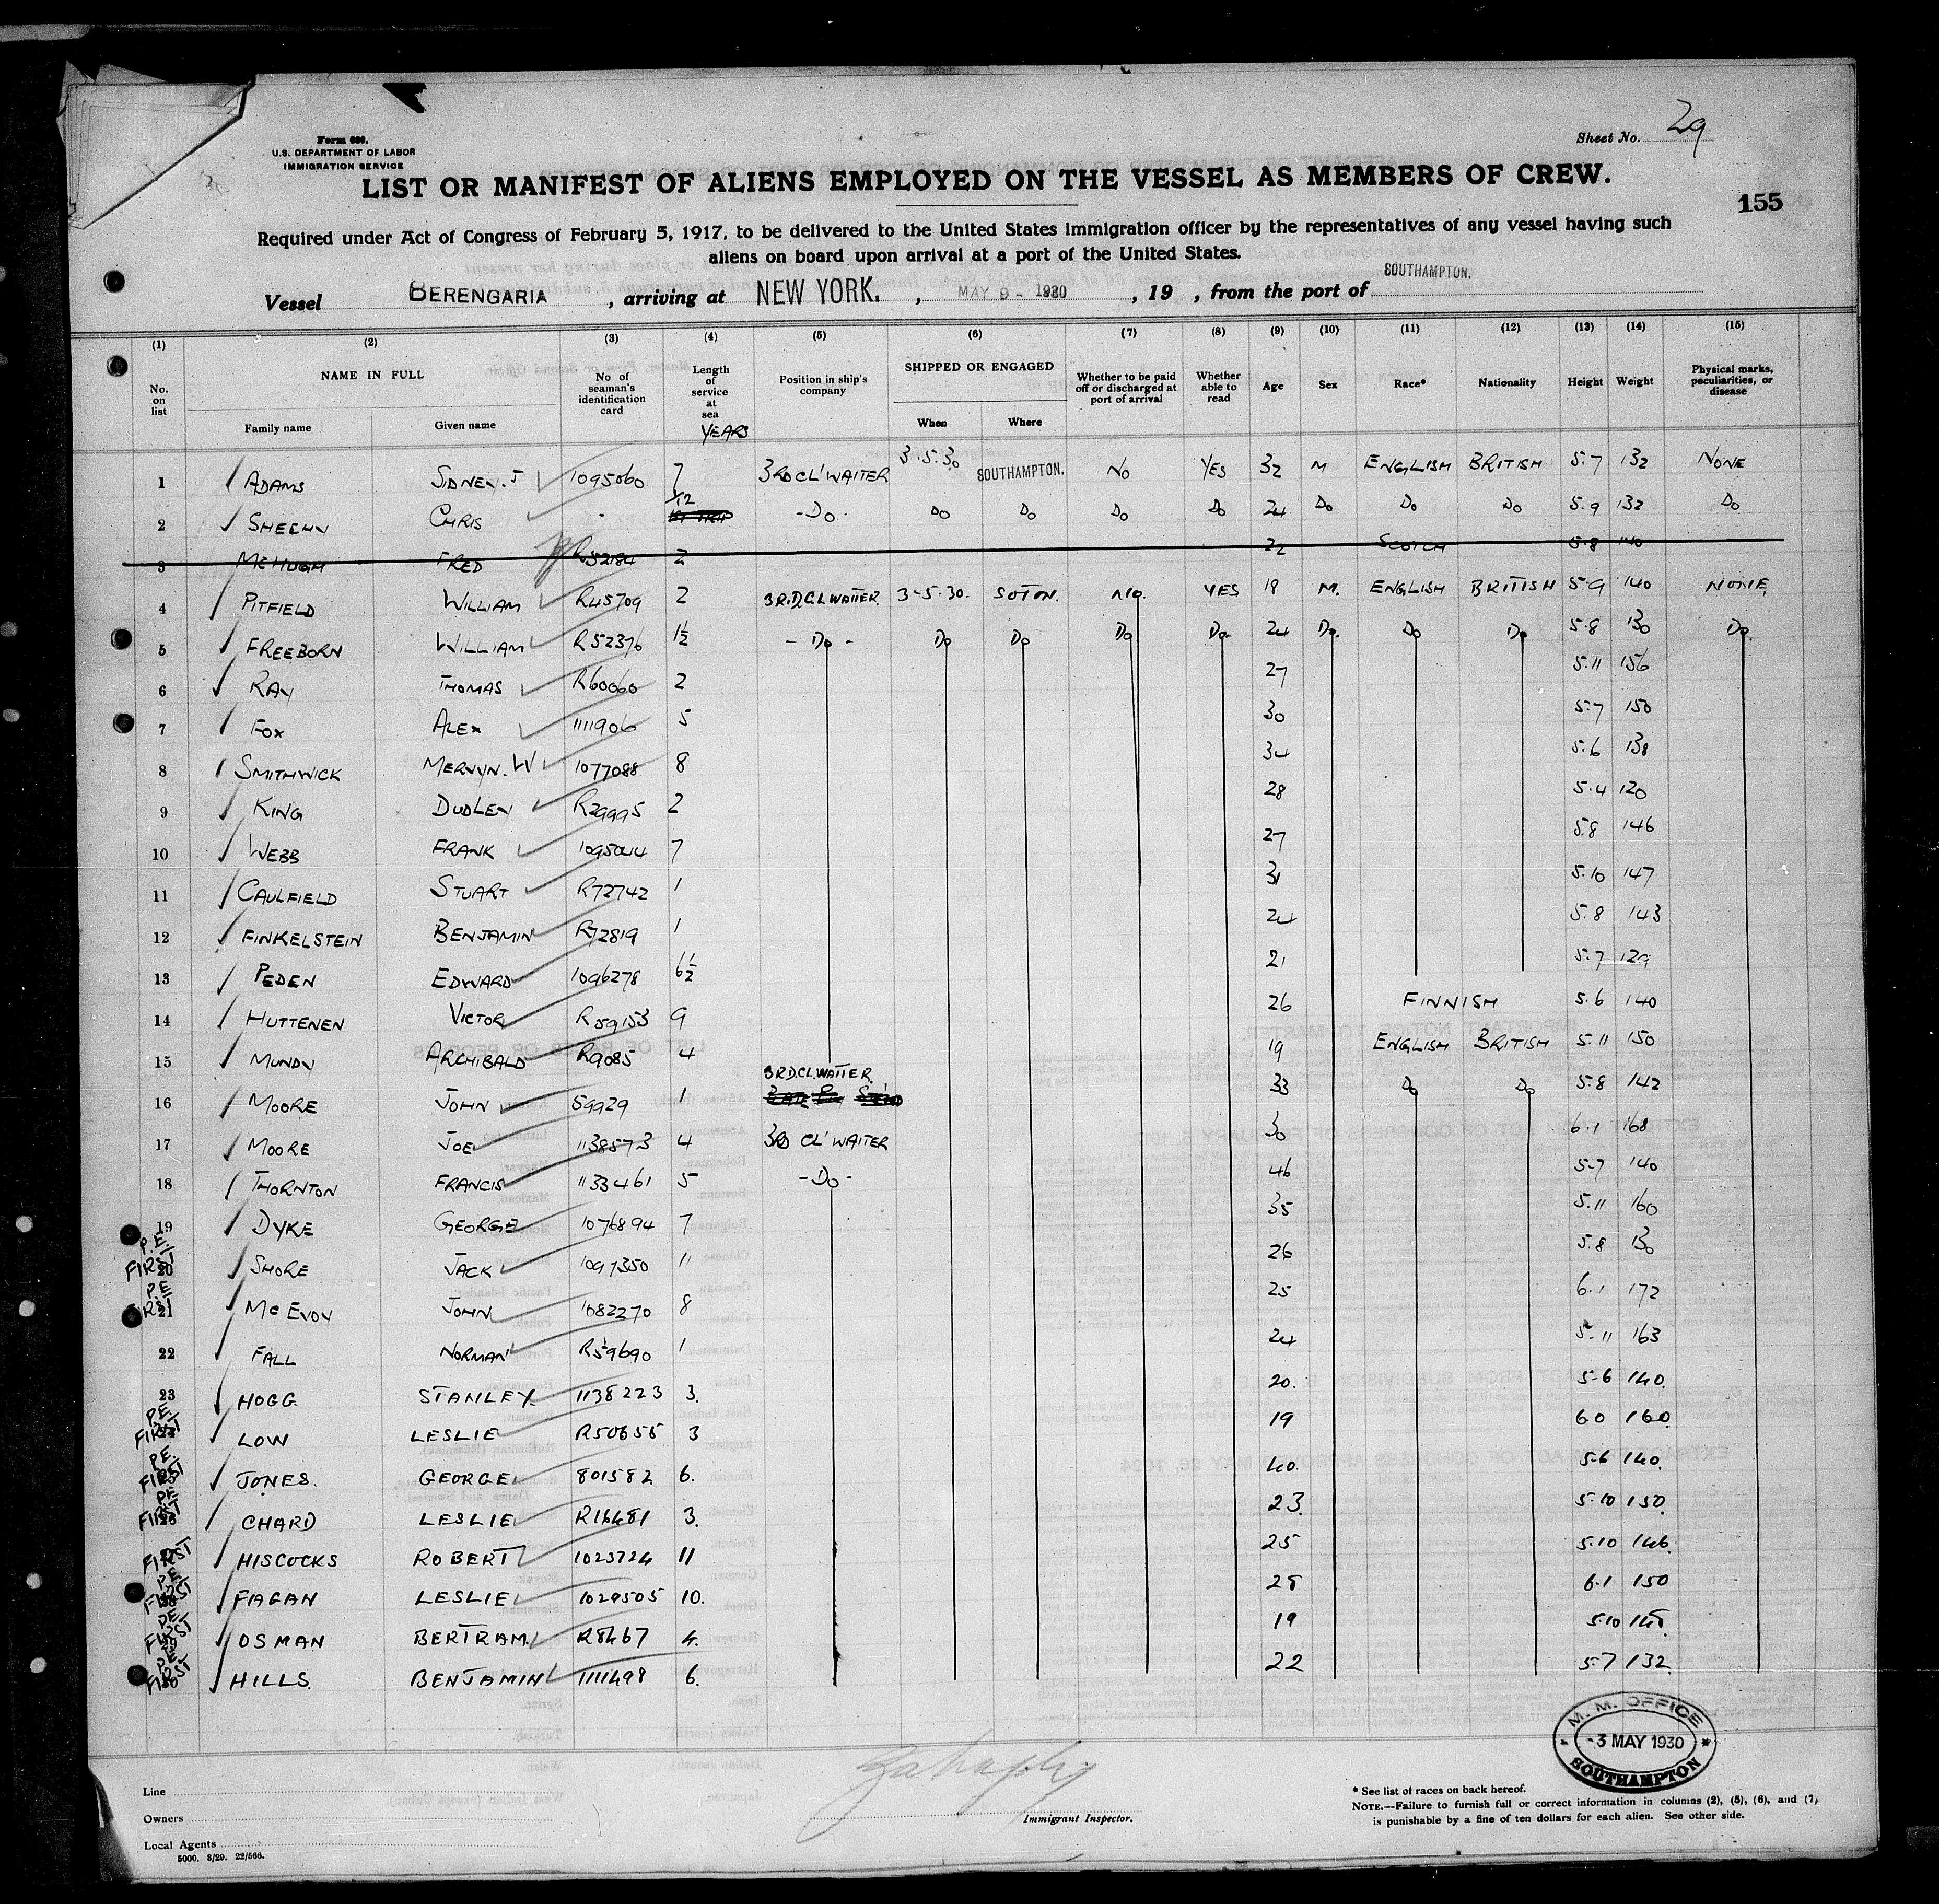 Form 689.
U.S. DEPARTMENT OF LABOR
IMMIGRATION SERVICE
Sheet No. 29
LIST OR MANIFEST OF ALIENS EMPLOYED ON THE VESSEL AS MEMBERS OF CREW.
155
Required under Act of Congress of February 5, 1917, to be delivered to the United States immigration officer by the representatives of any vessel having such
aliens on board upon arrival at a port of the United States.
Vessel BERENGARIA, arriving at NEW YORK., MAY 9 - 1930, 19 , from the port of SOUTHAMPTON.
(1) (2) (3) (4) (5) (6) (7) (8) (9) (10) (11) (12) (13) (14) (15)
No. on list NAME IN FULL Family name Given name No. of seaman's identification card Length of service at sea YEARS Position in ship's company SHIPPED OR ENGAGED When Where Whether to be paid off or discharged at port of arrival Whether able to read Age Sex Race* Nationality Height Weight Physical marks, peculiarities, or disease
1 ADAMS SIDNEY. J 1095060 7 3RD CL' WAITER 3.5.30 SOUTHAMPTON. NO YES 32 M ENGLISH BRITISH 5.7 132 NONE
2 SHEEHY CHRIS - 7/12 -DO- DO DO DO DO 24 DO DO DO 5.9 132 DO
3 McHUGH FRED R52184 2 22 SCOTCH 5.8 140
4 PITFIELD WILLIAM R45709 2 3RD.CL WAITER 3-5-30. SOTON. NO. YES 18 M. ENGLISH BRITISH 5.9 140 NONE
5 FREEBORN WILLIAM R52376 1½ - DO - DO DO DO DO 24 DO. DO DO 5.8 130 DO.
6 RAY THOMAS R60060 2 27 5.11 156
7 FOX ALEX 1111906 5 30 5.7 150
8 SMITHWICK MERVYN. W 1077088 8 34 5.6 138
9 KING DUDLEY R29995 2 28 5.4 120
10 WEBB FRANK 1095044 7 27 5.8 146
11 CAULFIELD STUART R72742 1 31 5.10 147
12 FINKELSTEIN BENJAMIN R72819 1 24 5.8 143
13 PEDEN EDWARD 1096278 6½ 21 5.7 129
14 HUTTENEN VICTOR R59153 9 26 FINNISH 5.6 140
15 MUNDY ARCHIBALD R9085 4 19 ENGLISH BRITISH 5.11 150
16 MOORE JOHN 59929 1 3RD.CL.WAITER 33 DO DO 5.8 142
17 MOORE JOE 1138573 4 3RD CL' WAITER 30 6.1 168
18 THORNTON FRANCIS 1133461 5 -DO- 46 5.7 140
19 DYKE GEORGE 1076894 7 35 5.11 160
P.E. FIRST 20 SHORE JACK 1097350 11 26 5.8 130
P.E. FIRST 21 McEVOY JOHN 1082270 8 25 6.1 172
22 FALL NORMAN R59690 1 24 5.11 163
23 HOGG STANLEY 1138223 3. 20. 5.6 140.
P.E. FIRST LOW LESLIE R50655 3 19 6 0 160.
P.E. FIRST JONES. GEORGE 801582 6. 40. 5.6 140.
P.E. FIRST 26 CHARD LESLIE R16481 3. 23. 5.10 150.
FIRST HISCOCKS ROBERT 1023724 11 25 5.10 146.
P.E. FIRST FAGAN LESLIE 1029505 10. 28 6.1 150
P.E. FIRST OSMAN BERTRAM. R8467 4. 19 5.10
P.E. FIRST 30 HILLS. BENJAMIN 1111498 6. 22 5.7 132.
M. M. OFFICE
-3 MAY 1930
SOUTHAMPTON
Line
Owners
Local Agents
5000. 3/29. 22/566.
Immigrant Inspector.
* See list of races on back hereof.
NOTE.—Failure to furnish full or correct information in columns (2), (5), (6), and (7),
is punishable by a fine of ten dollars for each alien. See other side.